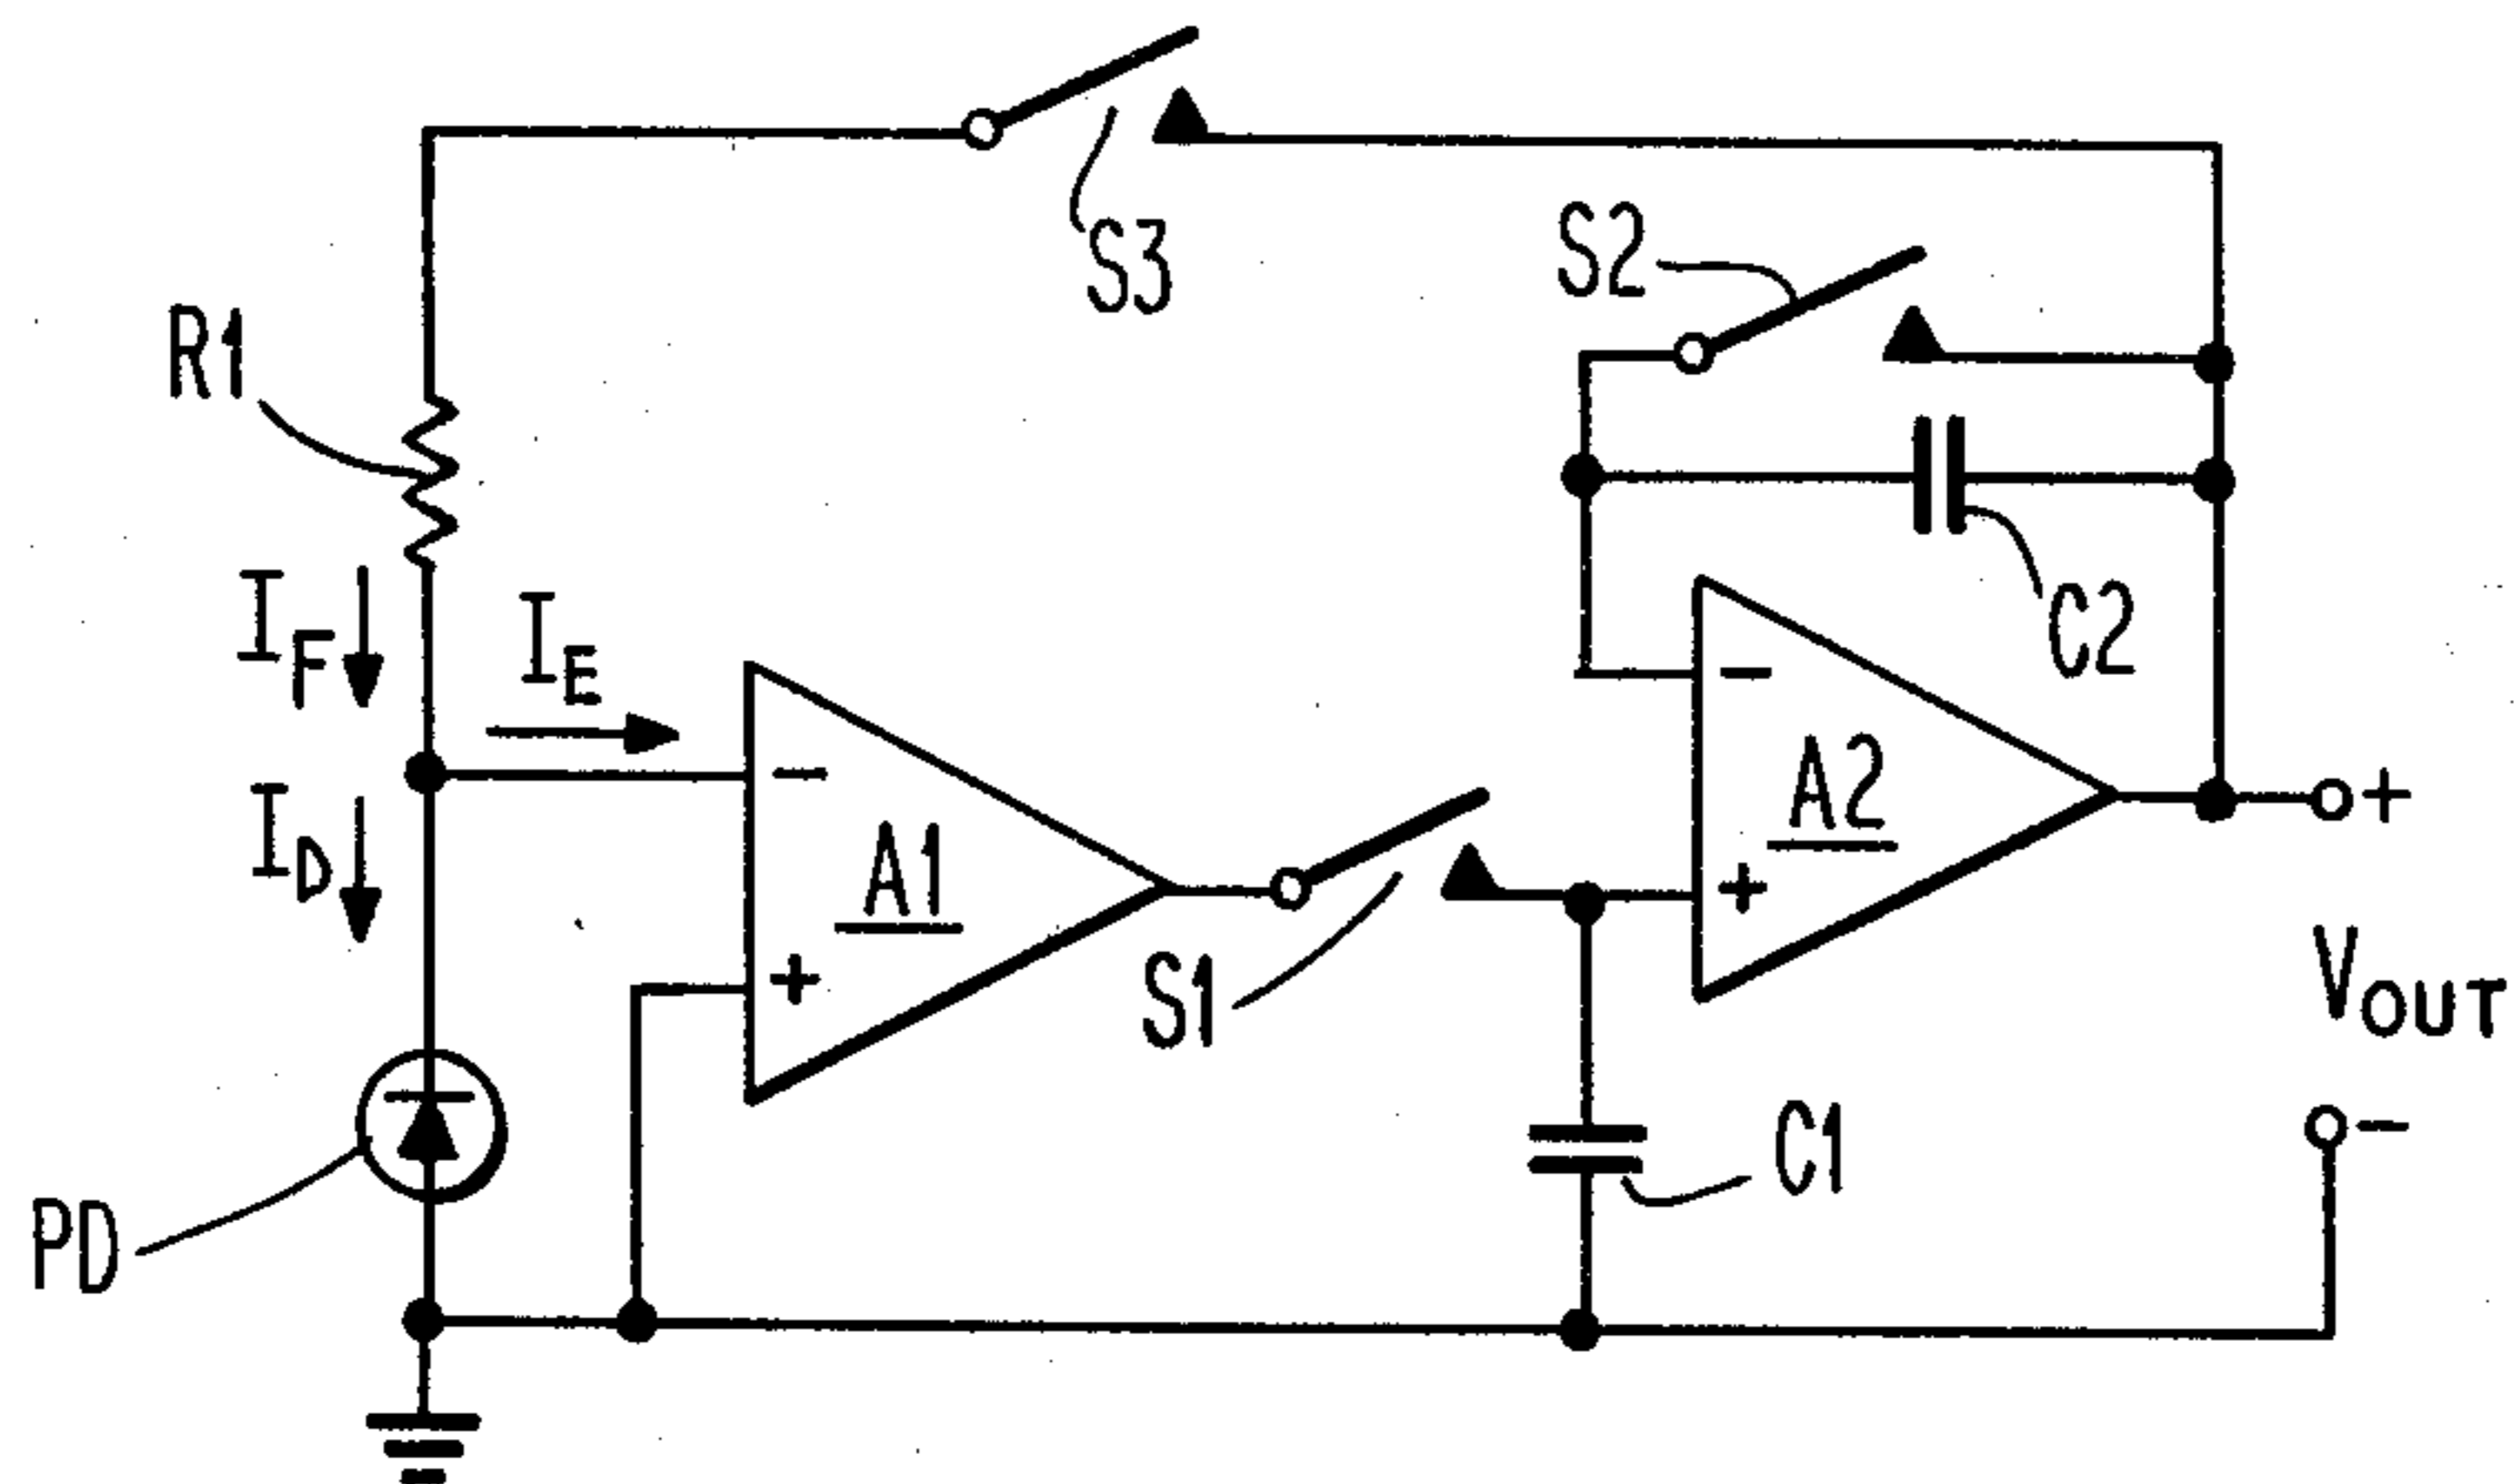 S3
S2
R1
C2
I_F
I_E
-
-
I_D
A1
A2
+
+
+
S1
V_OUT
C1
-
PD